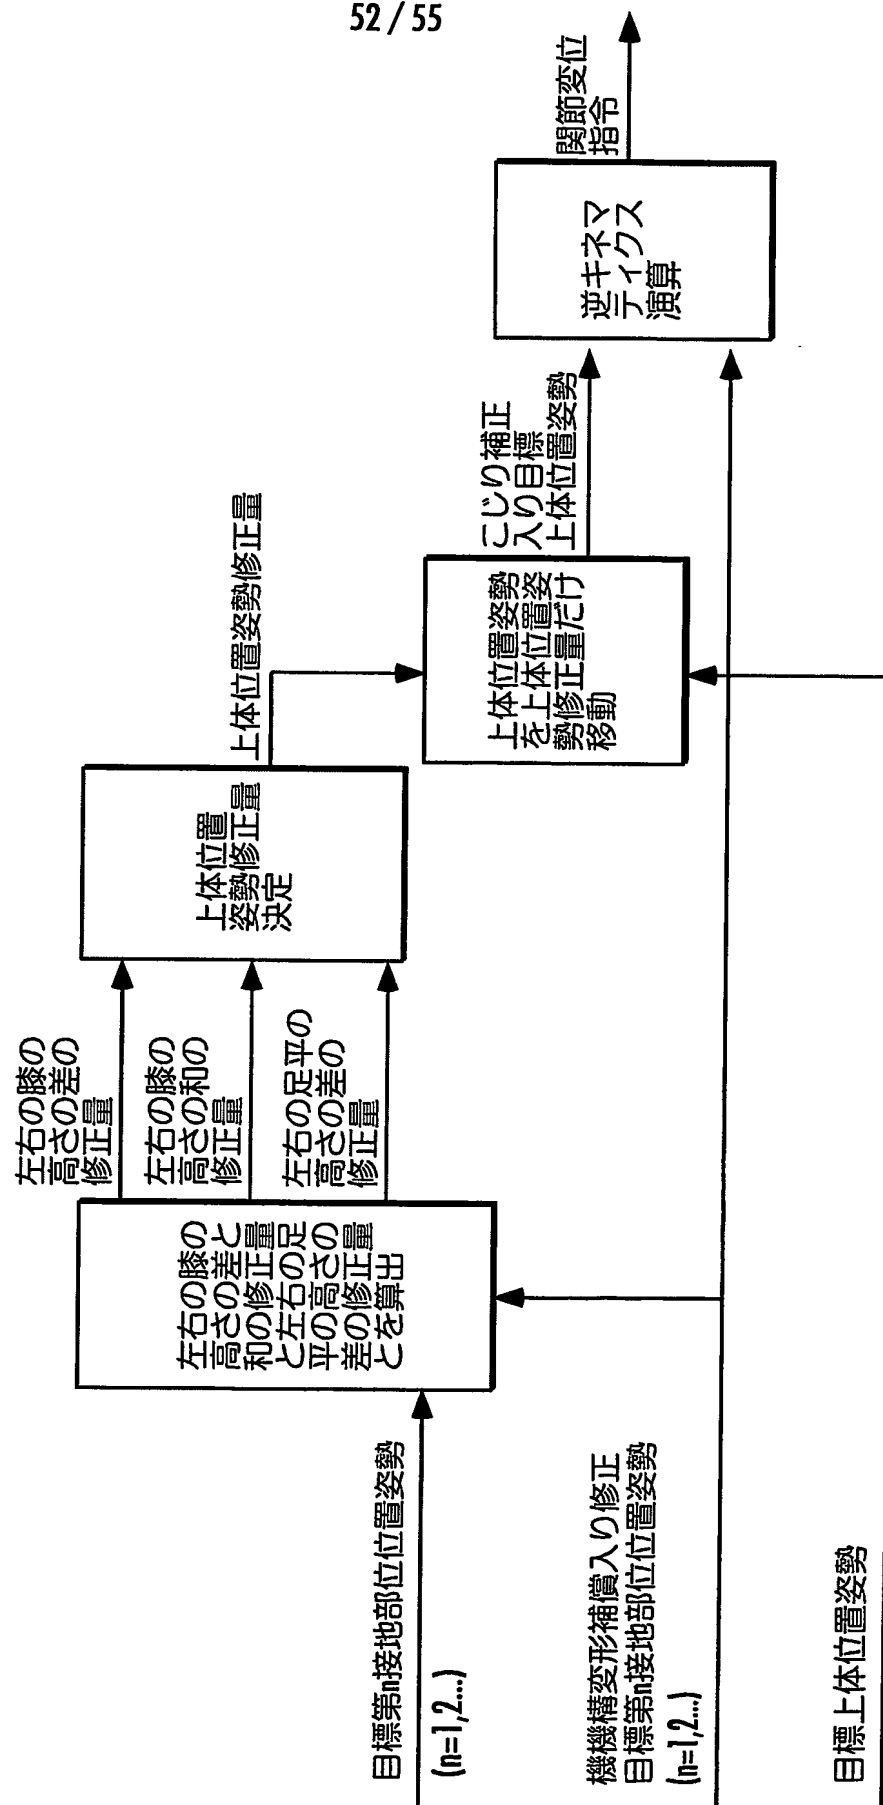 52/55
目標第n接地部位位置姿勢
(n=1,2...)
機機構変形補償入り修正
目標第n接地部位位置姿勢
(n=1,2...)
目標上体位置姿勢
左右の膝の
高さの差と
和の修正量
と左右の足
平の高さの
差の修正量
とを算出
左右の膝の
高さの差の
修正量
左右の膝の
高さの和の
修正量
左右の足平の
高さの差の
修正量
上体位置
姿勢修正量
決定
上体位置姿勢修正量
上体位置姿勢
を上体位置姿
勢修正量だけ
移動
こじり補正
入り目標
上体位置姿勢
逆キネマ
ティクス
演算
関節変位
指令